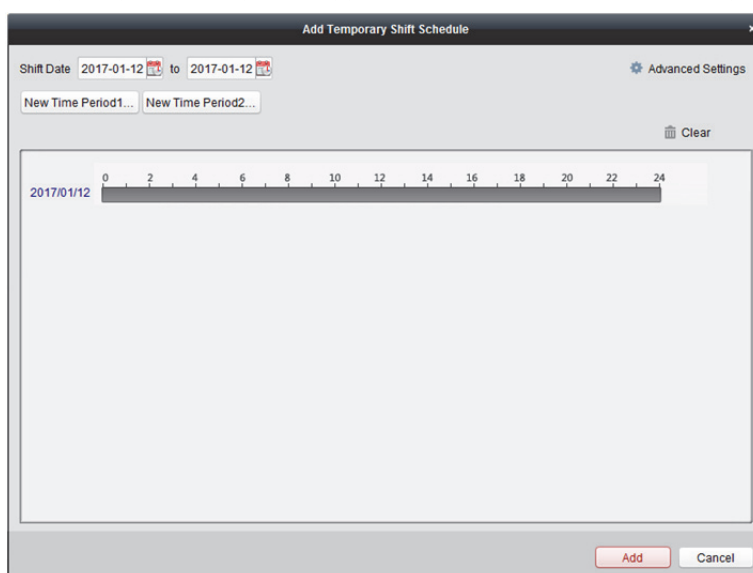 Add Temporary Shift Schedule ×
Shift Date 2017-01-12 to 2017-01-12 Advanced Settings
New Time Period1... New Time Period2...
Clear
0 2 4 6 8 10 12 14 16 18 20 22 24
2017/01/12
Add Cancel